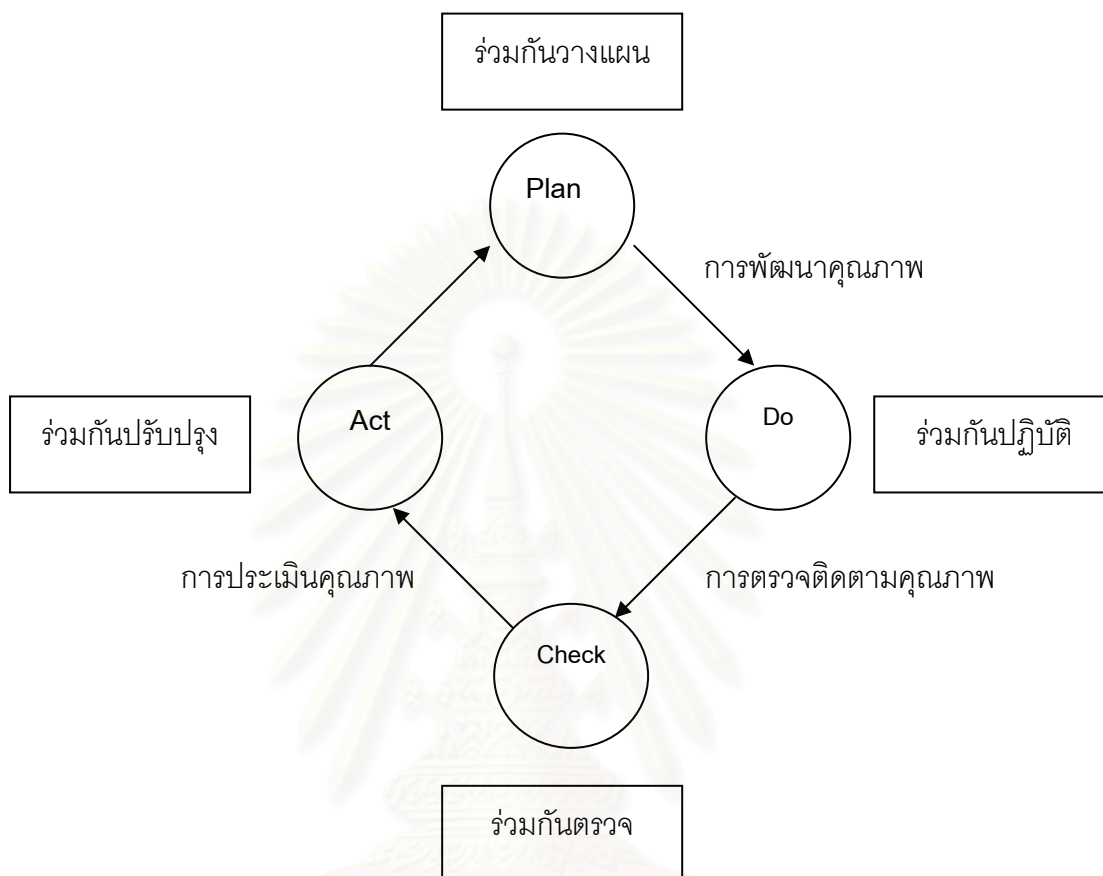 ร่วมกันวางแผน
Plan
การพัฒนาคุณภาพ
ร่วมกันปรับปรุง
Act
Do
ร่วมกันปฏิบัติ
การประเมินคุณภาพ
การตรวจติดตามคุณภาพ
Check
ร่วมกันตรวจ